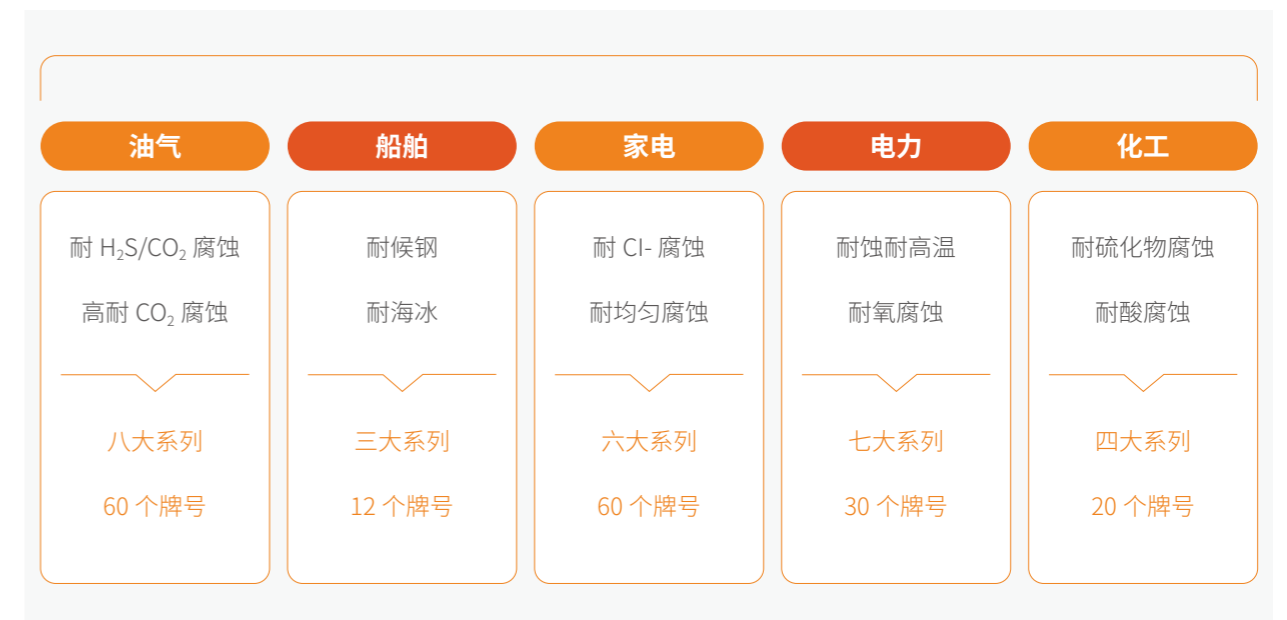 油气
耐 H₂S/CO₂ 腐蚀
高耐 CO₂ 腐蚀
八大系列
60 个牌号
船舶
耐候钢
耐海冰
三大系列
12 个牌号
家电
耐 CI- 腐蚀
耐均匀腐蚀
六大系列
60 个牌号
电力
耐蚀耐高温
耐氧腐蚀
七大系列
30 个牌号
化工
耐硫化物腐蚀
耐酸腐蚀
四大系列
20 个牌号